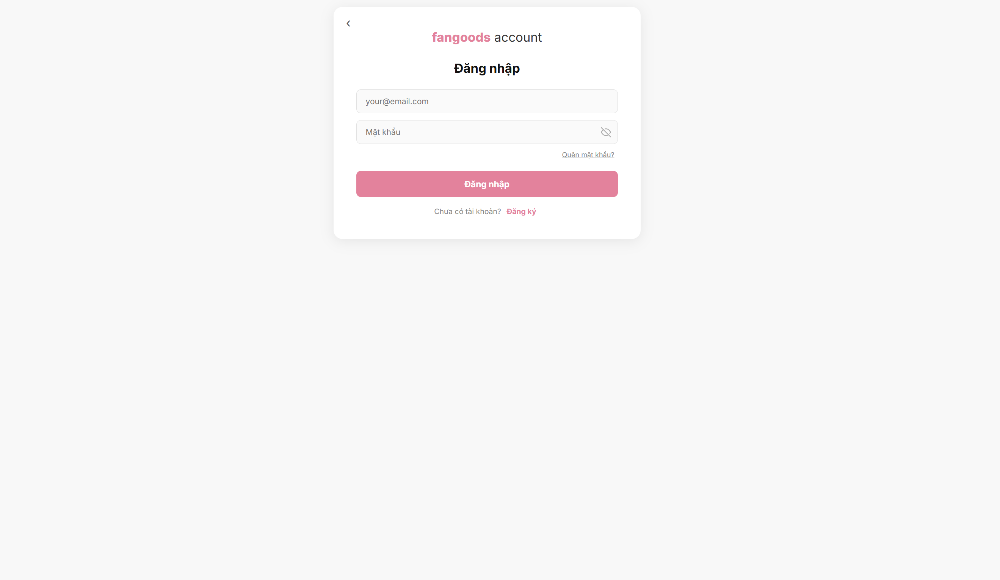 fangoods account
Đăng nhập
your@email.com
Mật khẩu
Quên mật khẩu?
Đăng nhập
Chưa có tài khoản? Đăng ký